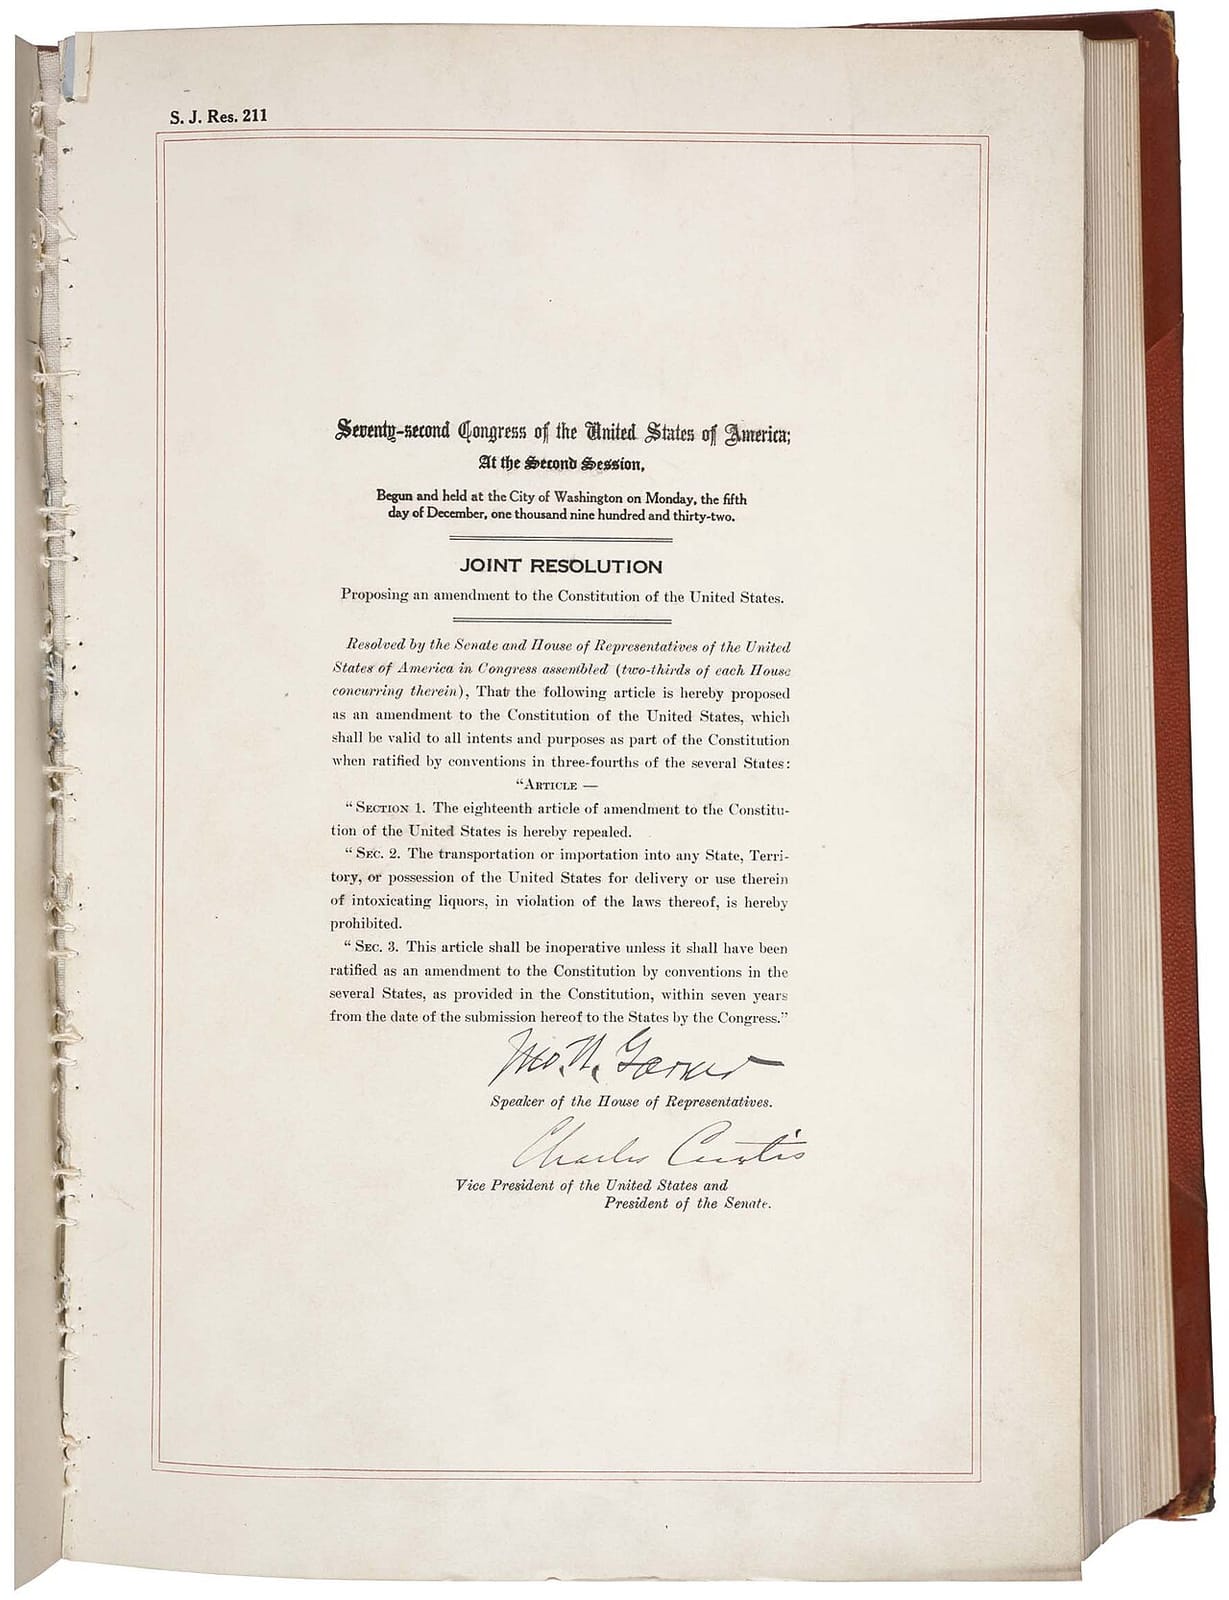 S. J. Res. 211
Seventy-second Congress of the United States of America;
At the Second Session,
Begun and held at the City of Washington on Monday, the fifth
day of December, one thousand nine hundred and thirty-two.
JOINT RESOLUTION
Proposing an amendment to the Constitution of the United States.
Resolved by the Senate and House of Representatives of the United
States of America in Congress assembled (two-thirds of each House
concurring therein), That the following article is hereby proposed
as an amendment to the Constitution of the United States, which
shall be valid to all intents and purposes as part of the Constitution
when ratified by conventions in three-fourths of the several States:
“ARTICLE —
“SECTION 1. The eighteenth article of amendment to the Constitu-
tion of the United States is hereby repealed.
“SEC. 2. The transportation or importation into any State, Terri-
tory, or possession of the United States for delivery or use therein
of intoxicating liquors, in violation of the laws thereof, is hereby
prohibited.
“SEC. 3. This article shall be inoperative unless it shall have been
ratified as an amendment to the Constitution by conventions in the
several States, as provided in the Constitution, within seven years
from the date of the submission hereof to the States by the Congress.”
Jno. N. Garner
Speaker of the House of Representatives.
Charles Curtis
Vice President of the United States and
President of the Senate.